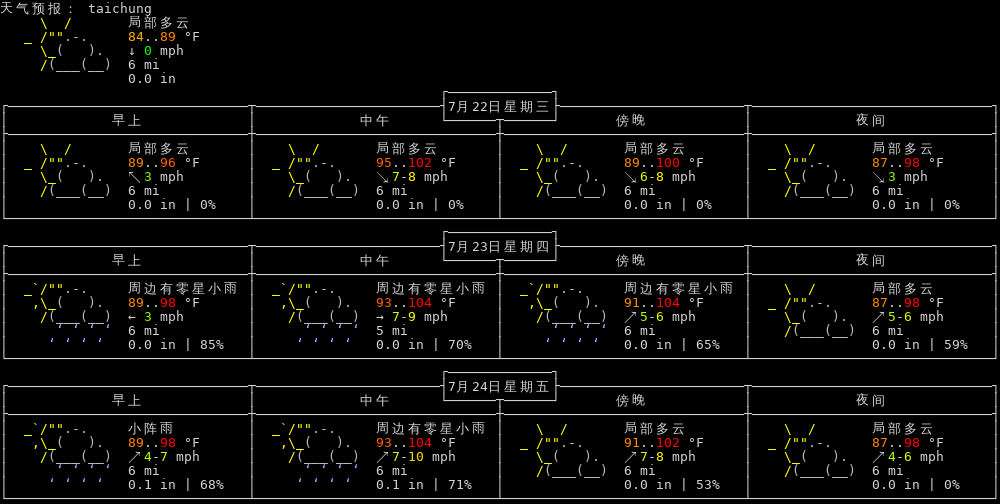 天气预报： taichung
局部多云
84..89 °F
↓ 0 mph
6 mi
0.0 in
7月22日星期三
早上 中午 傍晚 夜间
局部多云 局部多云 局部多云 局部多云
89..96 °F 95..102 °F 89..100 °F 87..98 °F
↖ 3 mph ↘ 7-8 mph ↘ 6-8 mph ↘ 3 mph
6 mi 6 mi 6 mi 6 mi
0.0 in | 0% 0.0 in | 0% 0.0 in | 0% 0.0 in | 0%
7月23日星期四
早上 中午 傍晚 夜间
周边有零星小雨 周边有零星小雨 周边有零星小雨 局部多云
89..98 °F 93..104 °F 91..104 °F 87..98 °F
← 3 mph → 7-9 mph ↗ 5-6 mph ↗ 5-6 mph
6 mi 5 mi 6 mi 6 mi
0.0 in | 85% 0.0 in | 70% 0.0 in | 65% 0.0 in | 59%
7月24日星期五
早上 中午 傍晚 夜间
小阵雨 周边有零星小雨 局部多云 局部多云
89..98 °F 93..104 °F 91..102 °F 87..98 °F
↗ 4-7 mph ↗ 7-10 mph ↗ 7-8 mph ↗ 4-6 mph
6 mi 6 mi 6 mi 6 mi
0.1 in | 68% 0.1 in | 71% 0.0 in | 53% 0.0 in | 0%